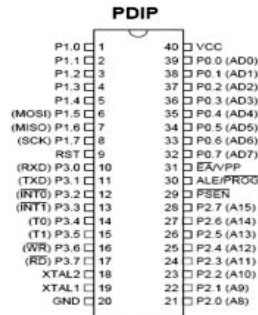 PDIP
P1.0 1 40 VCC
P1.1 2 39 P0.0 (AD0)
P1.2 3 38 P0.1 (AD1)
P1.3 4 37 P0.2 (AD2)
P1.4 5 36 P0.3 (AD3)
(MOSI) P1.5 6 35 P0.4 (AD4)
(MISO) P1.6 7 34 P0.5 (AD5)
(SCK) P1.7 8 33 P0.6 (AD6)
RST 9 32 P0.7 (AD7)
(RXD) P3.0 10 31 EA/VPP
(TXD) P3.1 11 30 ALE/PROG
(INT0) P3.2 12 29 PSEN
(INT1) P3.3 13 28 P2.7 (A15)
(T0) P3.4 14 27 P2.6 (A14)
(T1) P3.5 15 26 P2.5 (A13)
(WR) P3.6 16 25 P2.4 (A12)
(RD) P3.7 17 24 P2.3 (A11)
XTAL2 18 23 P2.2 (A10)
XTAL1 19 22 P2.1 (A9)
GND 20 21 P2.0 (A8)